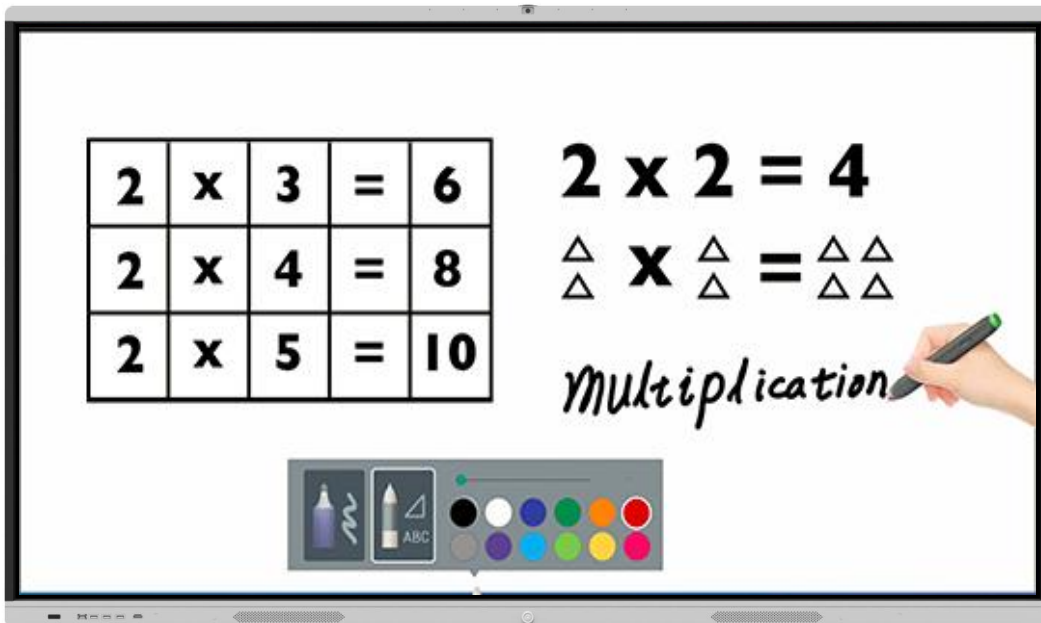 2 x 3 = 6
2 x 4 = 8
2 x 5 = 10
2 x 2 = 4
x =
multiplication
ABC